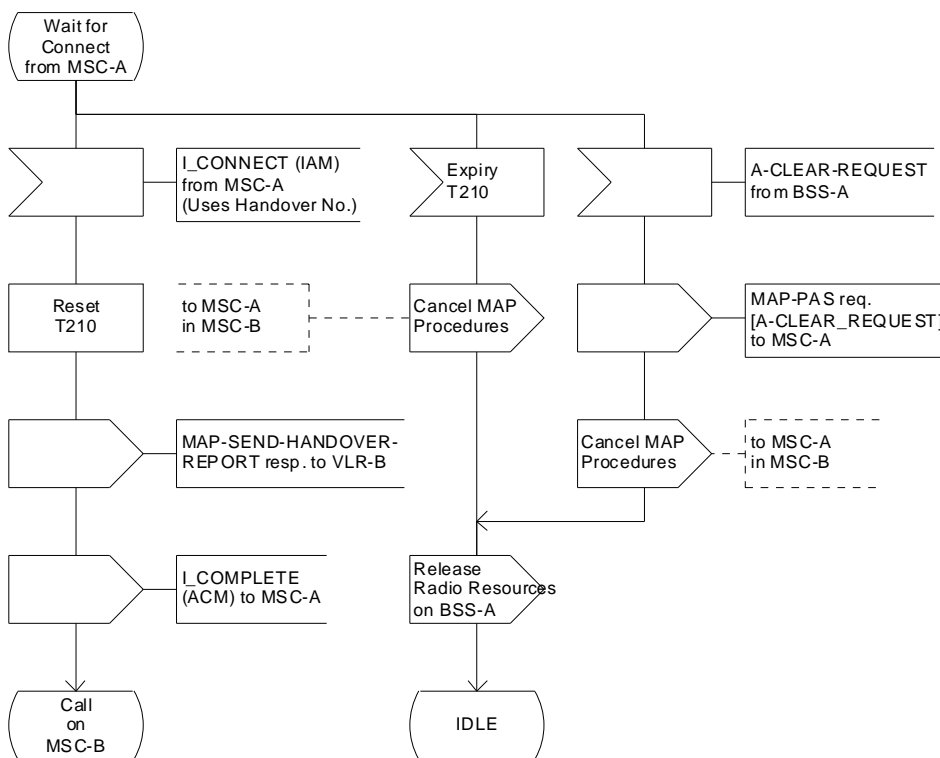 Wait for
Connect
from MSC-A
I_CONNECT (IAM)
from MSC-A
(Uses Handover No.)
Expiry
T210
A-CLEAR-REQUEST
from BSS-A
Reset
T210
to MSC-A
in MSC-B
Cancel MAP
Procedures
MAP-PAS req.
[A-CLEAR_REQUEST]
to MSC-A
MAP-SEND-HANDOVER-
REPORT resp. to VLR-B
Cancel MAP
Procedures
to MSC-A
in MSC-B
I_COMPLETE
(ACM) to MSC-A
Release
Radio Resources
on BSS-A
Call
on
MSC-B
IDLE